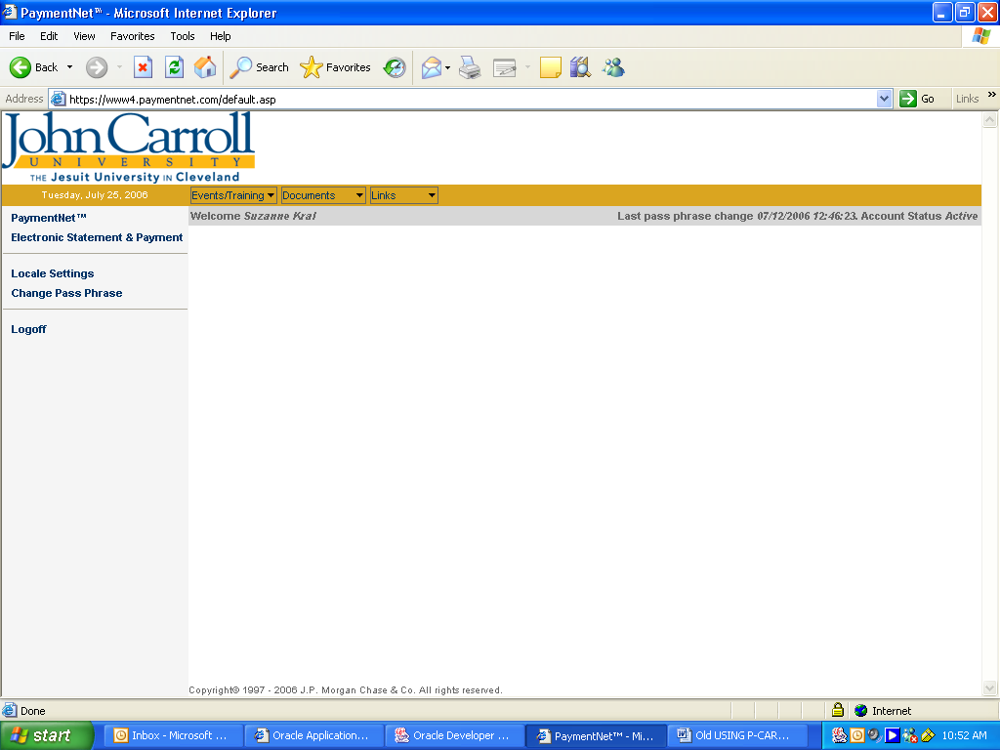 PaymentNet™ - Microsoft Internet Explorer
File Edit View Favorites Tools Help
Back Search Favorites
Address https://www4.paymentnet.com/default.asp Go Links »
John Carroll
UNIVERSITY
THE Jesuit University IN Cleveland
Tuesday, July 25, 2006 Events/Training Documents Links
PaymentNet™ Welcome Suzanne Kral Last pass phrase change 07/12/2006 12:46:23. Account Status Active
Electronic Statement & Payment
Locale Settings
Change Pass Phrase
Logoff
Copyright© 1997 - 2006 J.P. Morgan Chase & Co. All rights reserved.
Done Internet
start Inbox - Microsoft ... Oracle Application... Oracle Developer ... PaymentNet™ - Mi... Old USING P-CAR... 10:52 AM